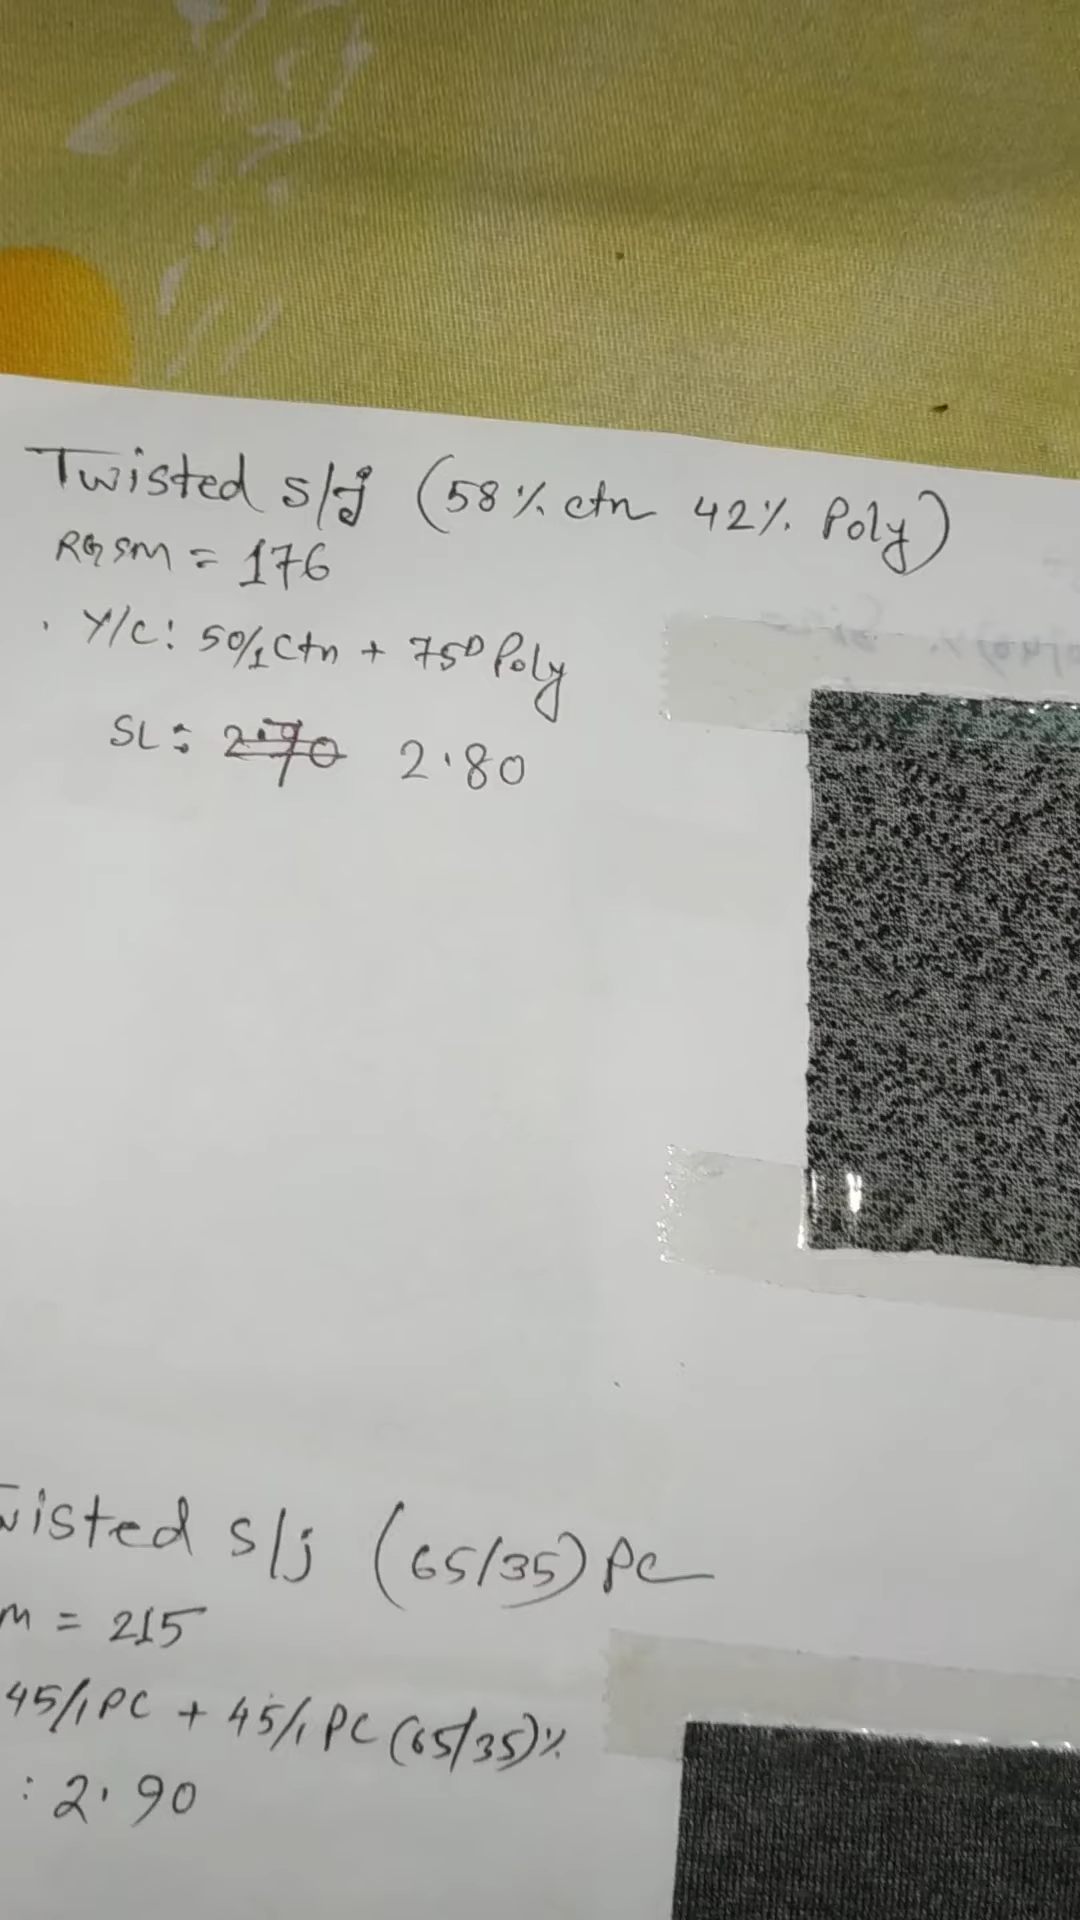 Twisted s/j (58% ctn 42% Poly)
RGSM = 176
Y/C: 50/1 Ctn + 75D Poly
SL: 2.70 2.80
wisted s/j (65/35) PC
M = 215
45/1 PC + 45/1 PC (65/35)%
: 2.90